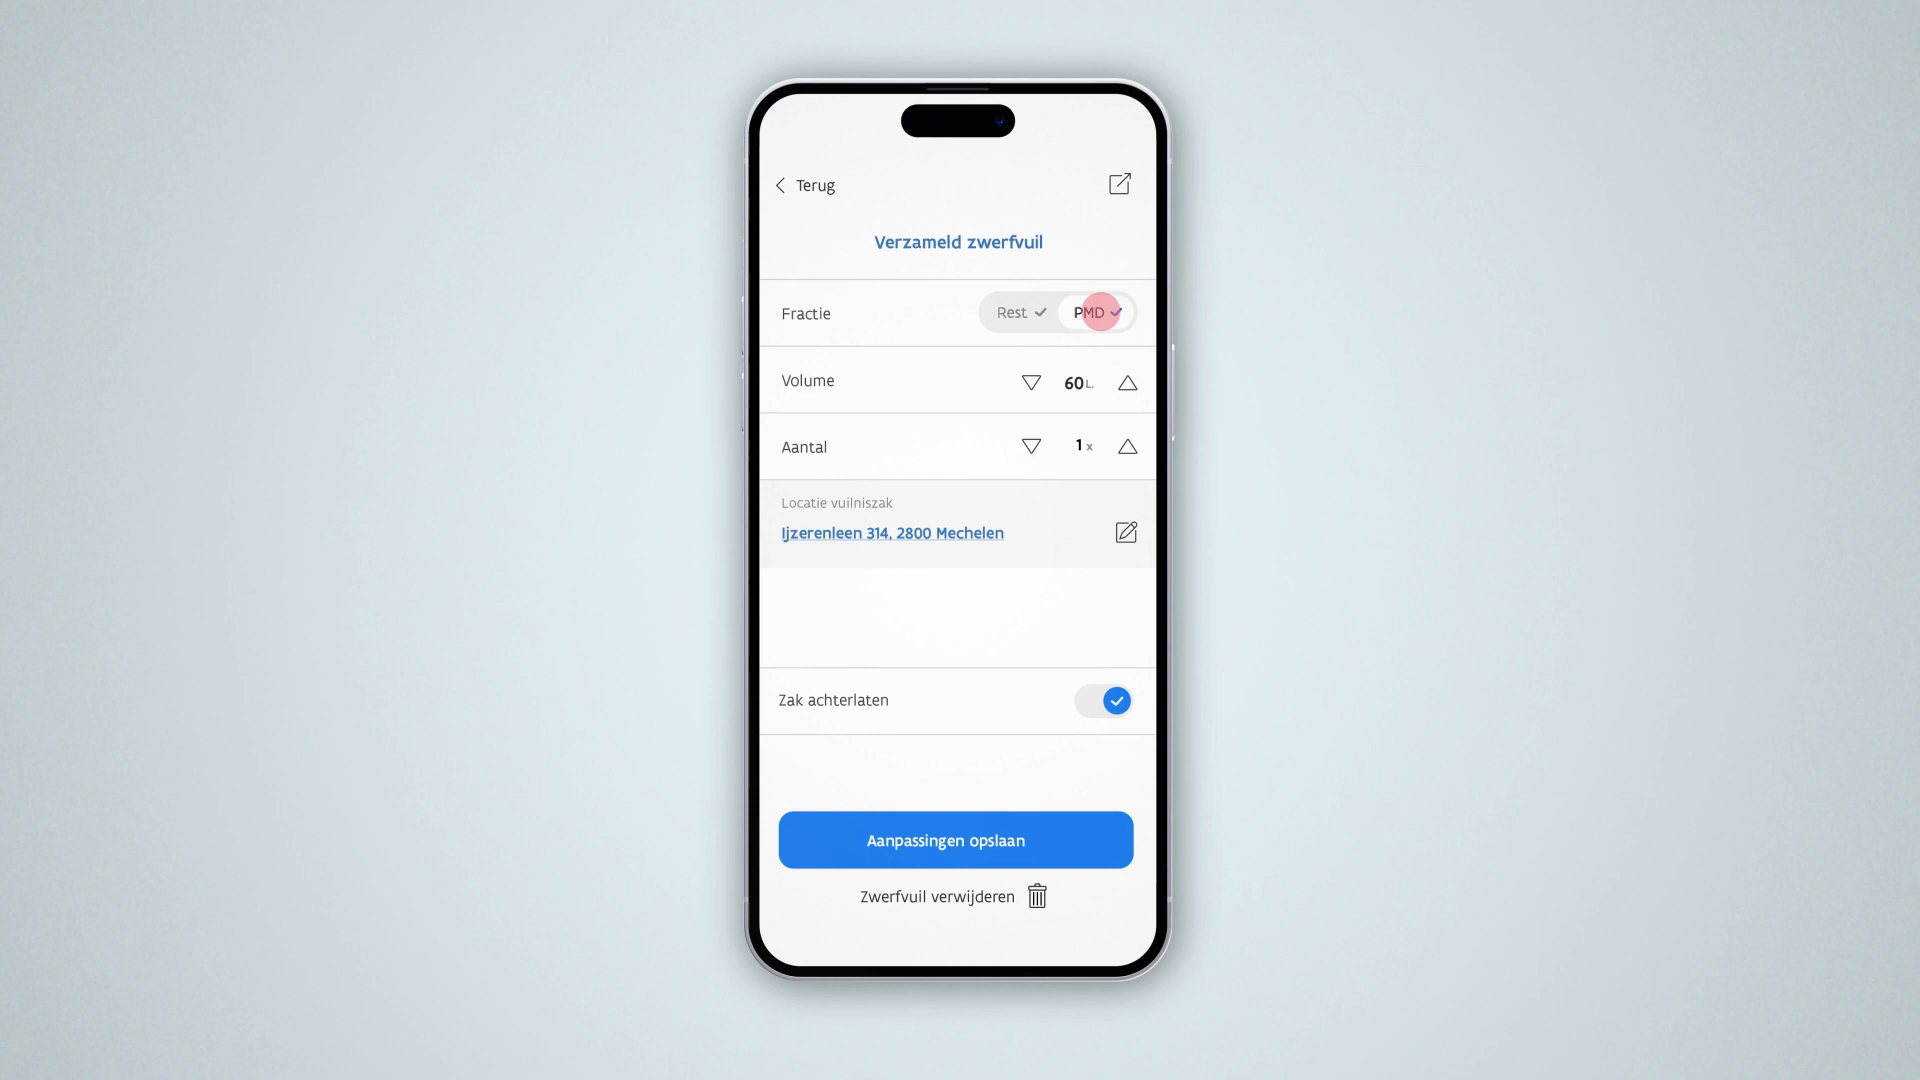 Terug
Verzameld zwerfvuil
Fractie
Rest PMD
Volume
60 L.
Aantal
1 x
Locatie vuilniszak
Ijzerenleen 314, 2800 Mechelen
Zak achterlaten
Aanpassingen opslaan
Zwerfvuil verwijderen